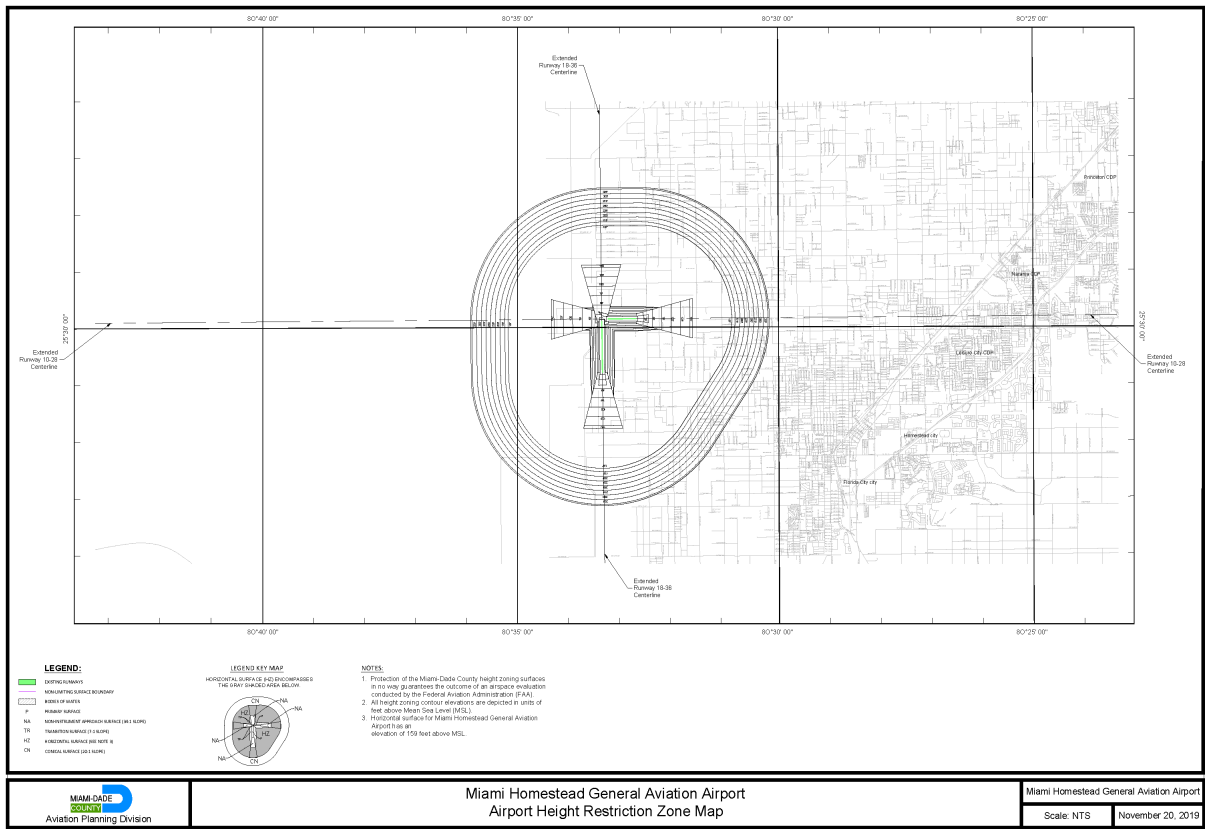 80°40' 00"
80°35' 00"
80°30' 00"
80°25' 00"
Extended
Runway 18-36
Centerline
Princeton CDP
Naranja CDP
25°30' 00"
25°30' 00"
Extended
Runway 10-28
Centerline
Leisure City CDP
Extended
Runway 10-28
Centerline
Homestead city
Florida City city
Extended
Runway 18-36
Centerline
80°40' 00"
80°35' 00"
80°30' 00"
80°25' 00"
LEGEND:
EXISTING RUNWAYS
NON-LIMITING SURFACE BOUNDARY
BODIES OF WATER
P PRIMARY SURFACE
NA NON-INSTRUMENT APPROACH SURFACE
TR TRANSITION SURFACE (7:1 SLOPE)
HZ HORIZONTAL SURFACE (SEE NOTE
CN CONICAL SURFACE (20:1 SLOPE)
LEGEND KEY MAP
HORIZONTAL SURFACE (HZ) ENCOMPASSES
THE GRAY SHADED AREA BELOW.
CN
NA
NA
HZ
HZ
NA
NA
CN
NOTES:
1. Protection of the Miami-Dade County height zoning surfaces
in no way guarantees the outcome of an airspace evaluation
conducted by the Federal Aviation Administration (FAA).
2. All height zoning contour elevations are depicted in units of
feet above Mean Sea Level (MSL).
3. Horizontal surface for Miami Homestead General Aviation
Airport has an
elevation of 159 feet above MSL.
MIAMI-DADE
COUNTY
Aviation Planning Division
Miami Homestead General Aviation Airport
Airport Height Restriction Zone Map
Miami Homestead General Aviation Airport
Scale: NTS
November 20, 2019